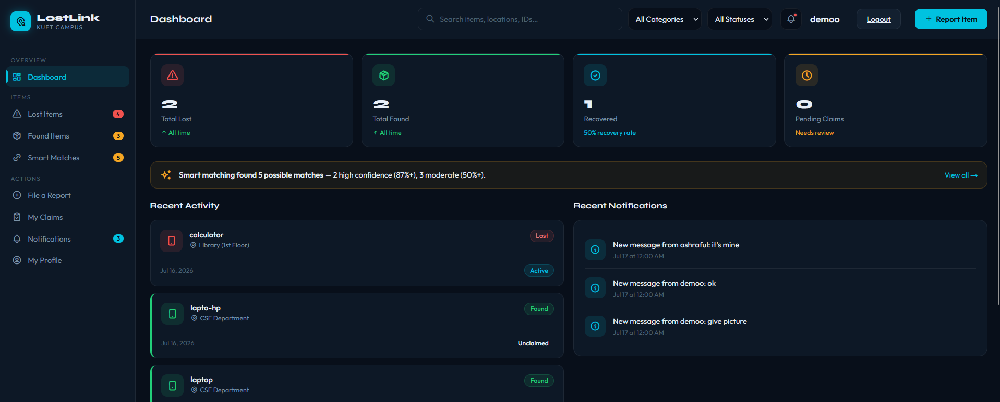 LostLink
KUET CAMPUS
OVERVIEW
Dashboard
ITEMS
Lost Items 4
Found Items 3
Smart Matches 5
ACTIONS
File a Report
My Claims
Notifications 3
My Profile
Dashboard
Search items, locations, IDs...
All Categories
All Statuses
demoo
Logout
+ Report Item
2
Total Lost
↑ All time
2
Total Found
↑ All time
1
Recovered
50% recovery rate
0
Pending Claims
Needs review
Smart matching found 5 possible matches — 2 high confidence (87%+), 3 moderate (50%+).
View all →
Recent Activity
calculator
Lost
Library (1st Floor)
Jul 16, 2026
Active
lapto-hp
Found
CSE Department
Jul 16, 2026
Unclaimed
laptop
Found
CSE Department
Recent Notifications
New message from ashraful: it's mine
Jul 17 at 12:00 AM
New message from demoo: ok
Jul 17 at 12:00 AM
New message from demoo: give picture
Jul 17 at 12:00 AM